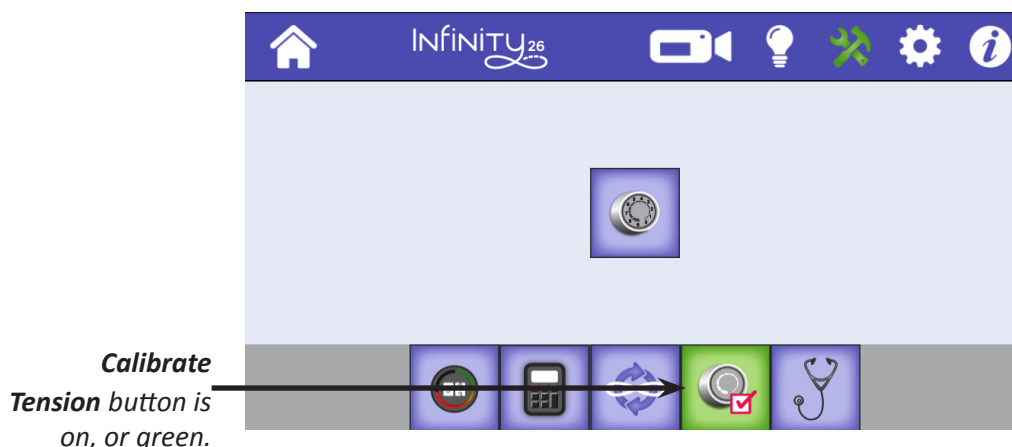 INFINITY 26
Calibrate
Tension button is
on, or green.